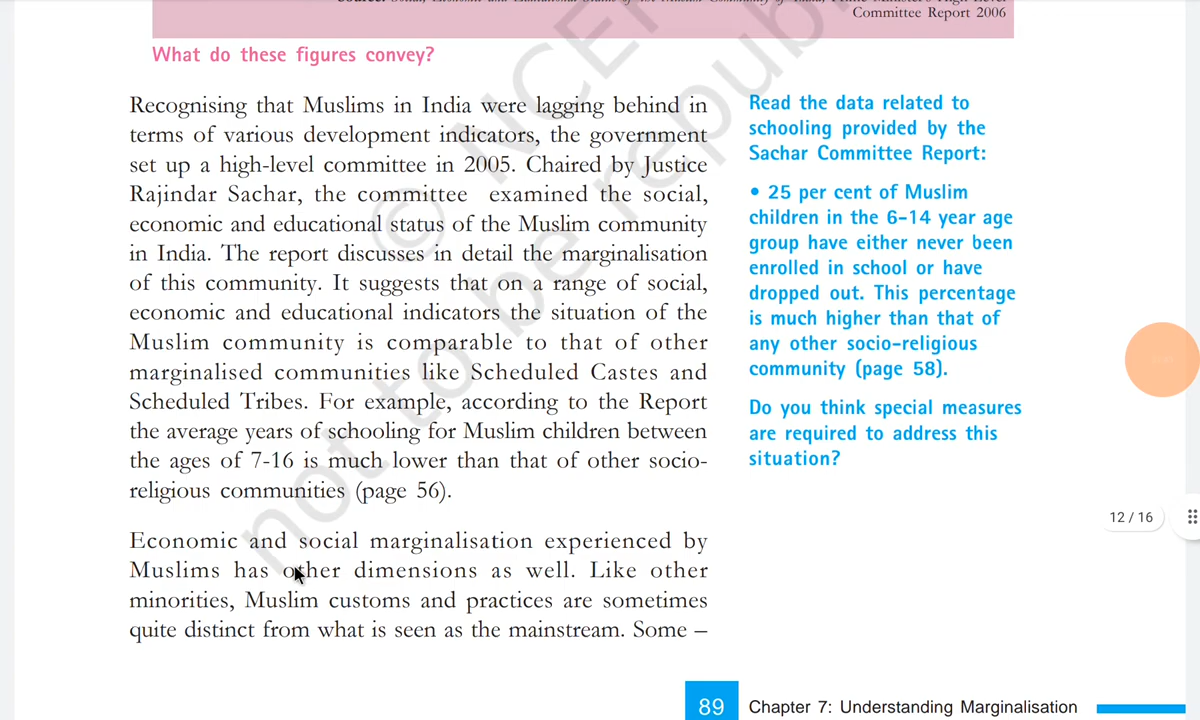 Committee Report 2006
What do these figures convey?
Recognising that Muslims in India were lagging behind in
terms of various development indicators, the government
set up a high-level committee in 2005. Chaired by Justice
Rajindar Sachar, the committee examined the social,
economic and educational status of the Muslim community
in India. The report discusses in detail the marginalisation
of this community. It suggests that on a range of social,
economic and educational indicators the situation of the
Muslim community is comparable to that of other
marginalised communities like Scheduled Castes and
Scheduled Tribes. For example, according to the Report
the average years of schooling for Muslim children between
the ages of 7-16 is much lower than that of other socio-
religious communities (page 56).
Economic and social marginalisation experienced by
Muslims has other dimensions as well. Like other
minorities, Muslim customs and practices are sometimes
quite distinct from what is seen as the mainstream. Some –
Read the data related to
schooling provided by the
Sachar Committee Report:
• 25 per cent of Muslim
children in the 6-14 year age
group have either never been
enrolled in school or have
dropped out. This percentage
is much higher than that of
any other socio-religious
community (page 58).
Do you think special measures
are required to address this
situation?
12 / 16
89 Chapter 7: Understanding Marginalisation
© NCE
not to be republi